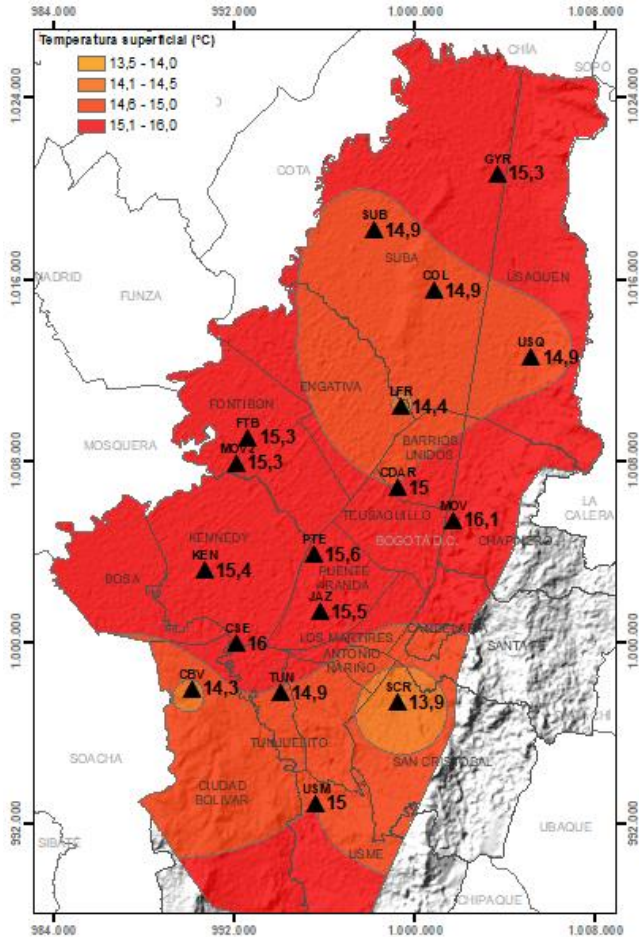 984.000 992.000 1.000.000 1.008.000
Temperatura superficial (°C)
13,5 - 14,0
14,1 - 14,5
14,6 - 15,0
15,1 - 16,0
CHÍA
SOPÓ
1.024.000 1.024.000
COTA
GYR
15,3
SUB
14,9
SUBA
COL
14,9
USAQUEN
1.016.000 1.016.000
MADRID
FUNZA
USQ
14,9
ENGATIVA
LFR
14,4
FONTIBON
FTB
15,3
MOSQUERA
MOV2
15,3
BARRIOS
UNIDOS
1.008.000 1.008.000
CDAR
15
TEUSAQUILLO
MOV
16,1
LA
CALERA
BOGOTÁ D.C.
CHAPINERO
KENNEDY
KEN
15,4
PTE
15,6
PUENTE
ARANDA
BOSA
JAZ
15,5
CSE
16
LOS MARTIRES
CANDELARIA
ANTONIO
NARIÑO
1.000.000 1.000.000
CBV
14,3
TUN
14,9
SCR
13,9
TUNJUELITO
SOACHA
SAN CRISTOBAL
CIUDAD
BOLIVAR
USM
15
USME
992.000 992.000
UBAQUE
CHIPAQUE
984.000 992.000 1.000.000 1.008.000